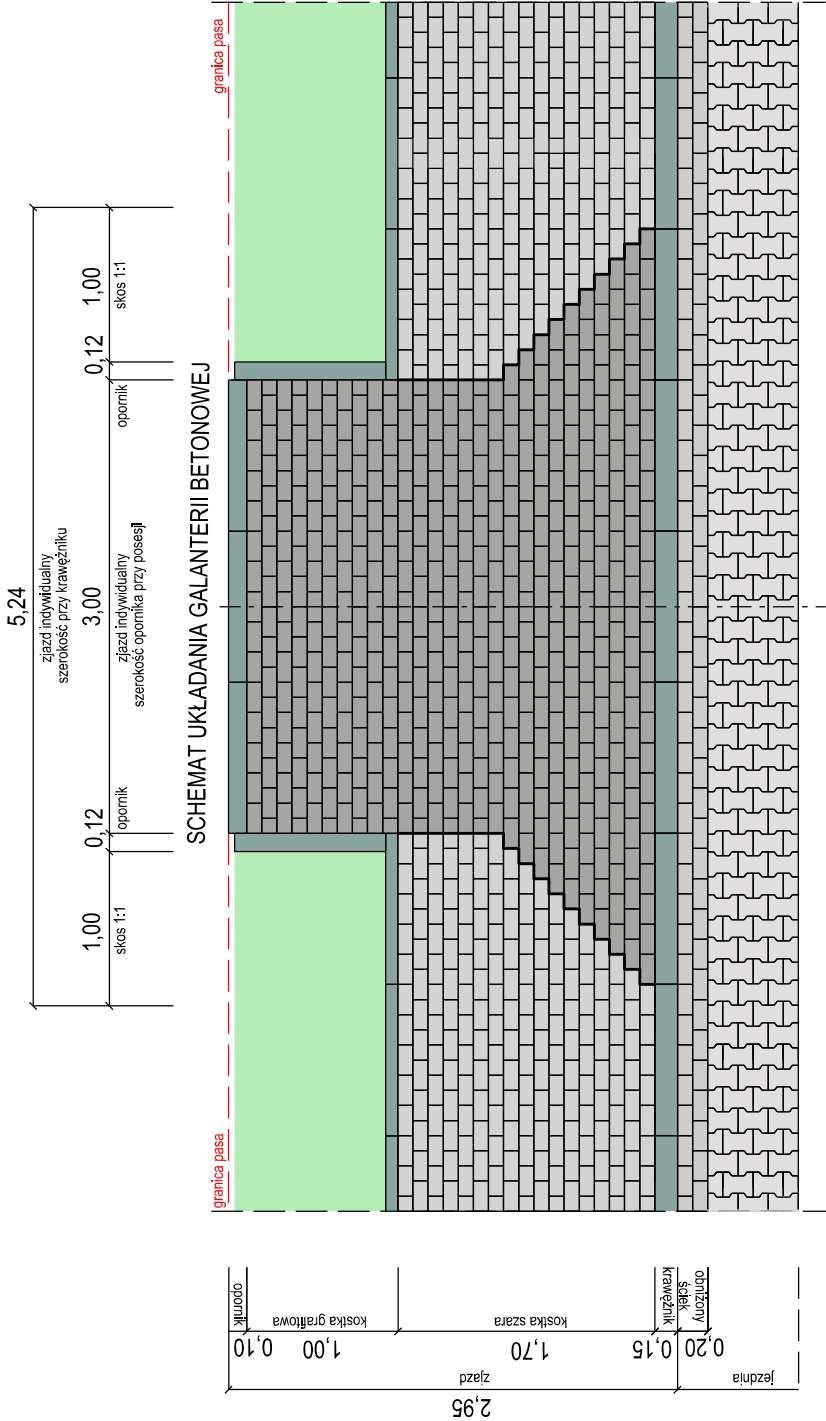 5,24
zjazd indywidualny
szerokość przy krawężniku
1,00
0,12
3,00
0,12
1,00
skos 1:1
opornik
zjazd indywidualny
szerokość opornika przy posesji
opornik
skos 1:1
SCHEMAT UKŁADANIA GALANTERII BETONOWEJ
granica pasa
granica pasa
opornik
kostka grafitowa
kostka szara
krawężnik
obniżony
ściek
0,10
1,00
1,70
0,15
0,20
zjazd
jezdnia
2,95